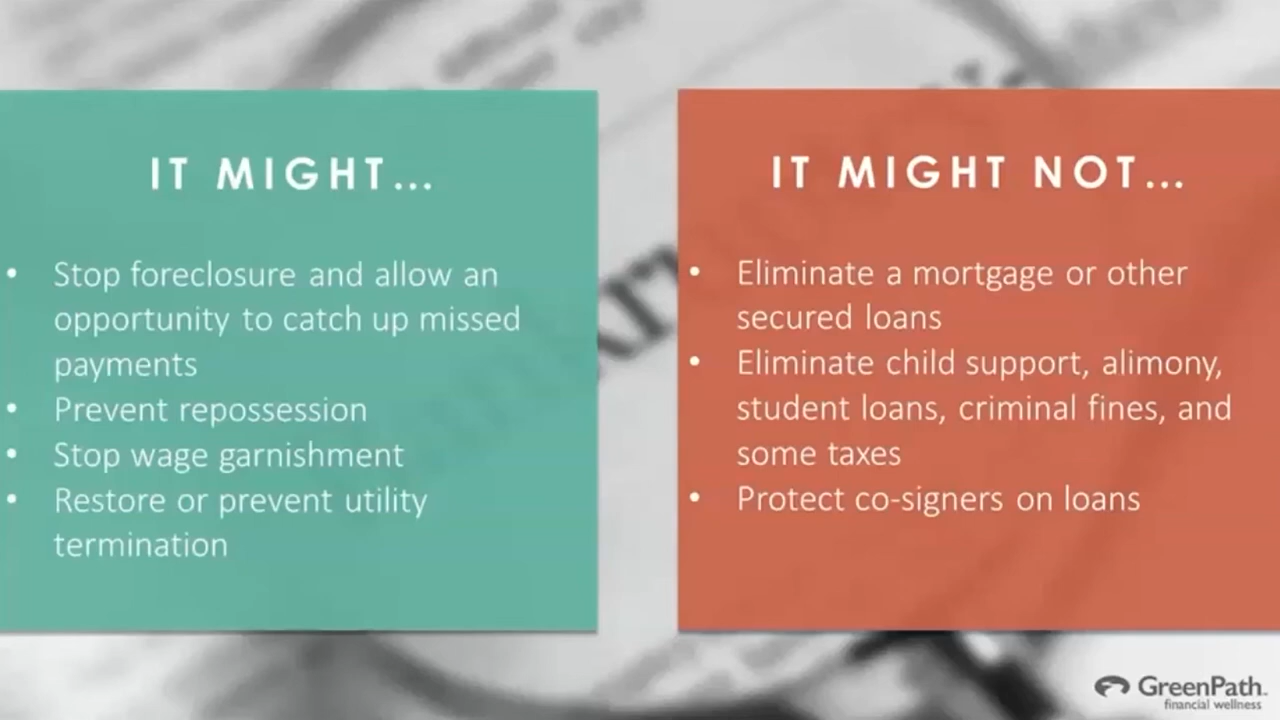 IT MIGHT...
• Stop foreclosure and allow an
opportunity to catch up missed
payments
• Prevent repossession
• Stop wage garnishment
• Restore or prevent utility
termination
IT MIGHT NOT...
• Eliminate a mortgage or other
secured loans
• Eliminate child support, alimony,
student loans, criminal fines, and
some taxes
• Protect co-signers on loans
GreenPath
financial wellness